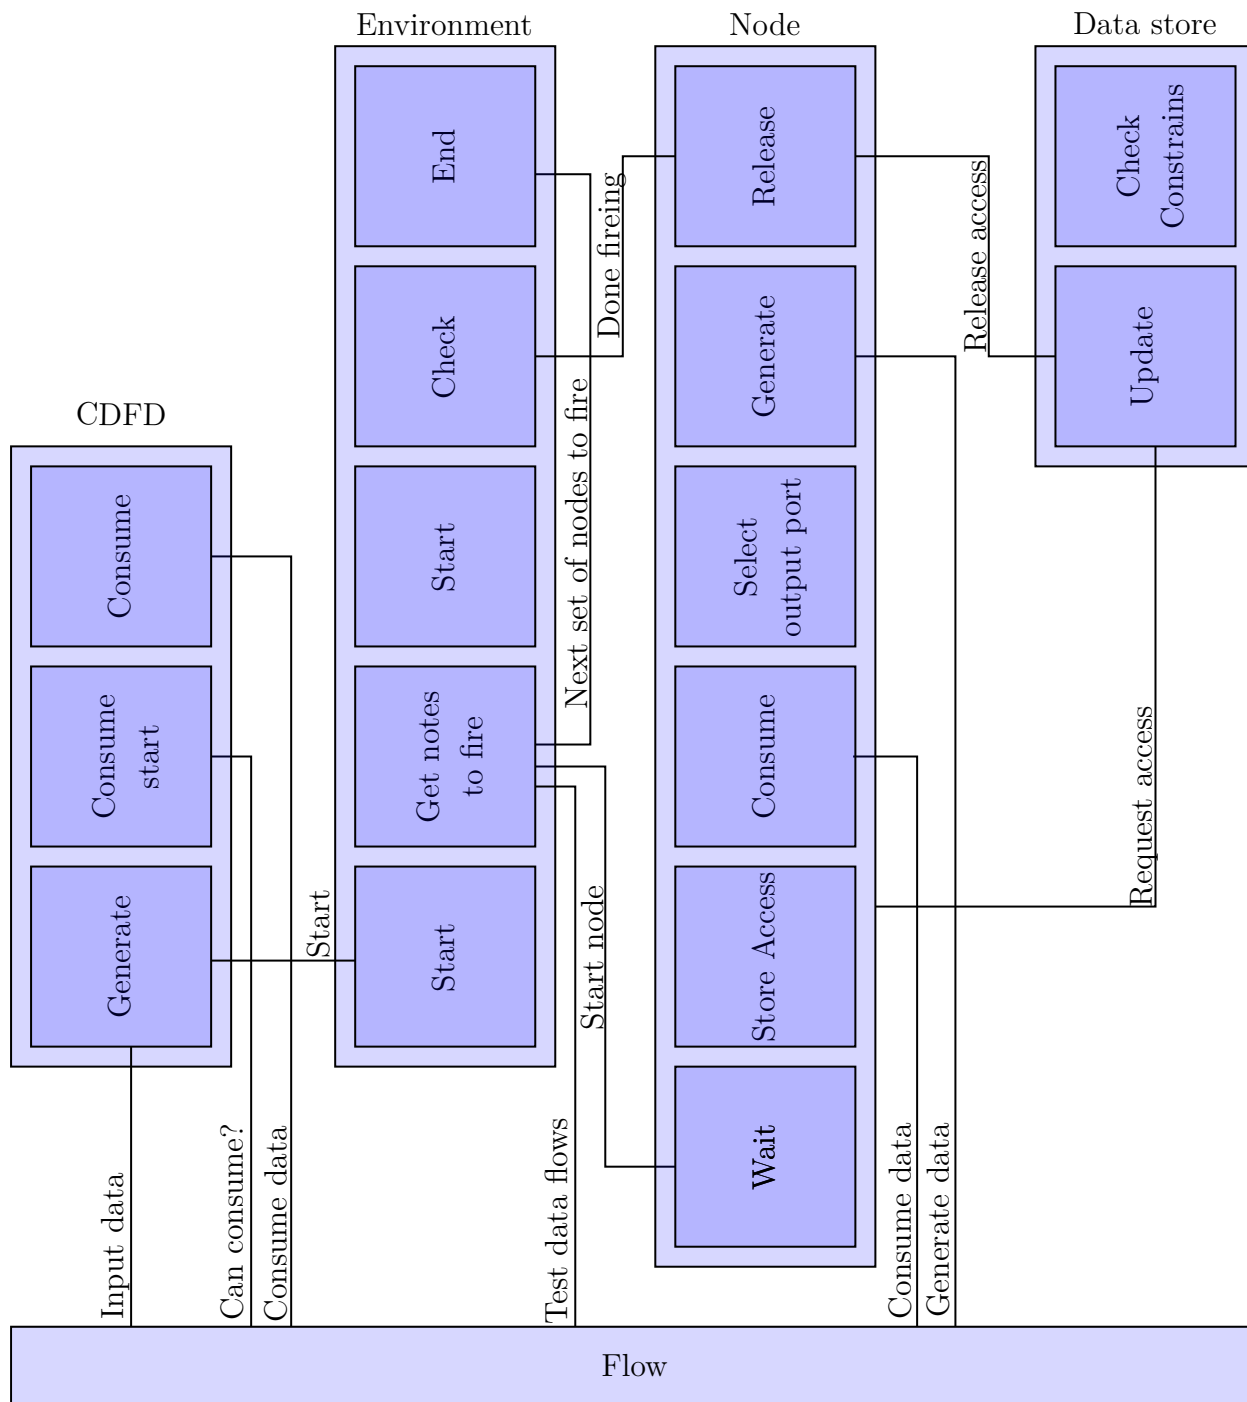 Environment
Node
Data store
End
Check
Start
Get notes
to fire
Start
Release
Generate
Select
output port
Consume
Store Access
Wait
Check
Constrains
Update
CDFD
Consume
Consume
start
Generate
Done fireing
Next set of nodes to fire
Start node
Test data flows
Start
Release access
Request access
Input data
Can consume?
Consume data
Consume data
Generate data
Flow